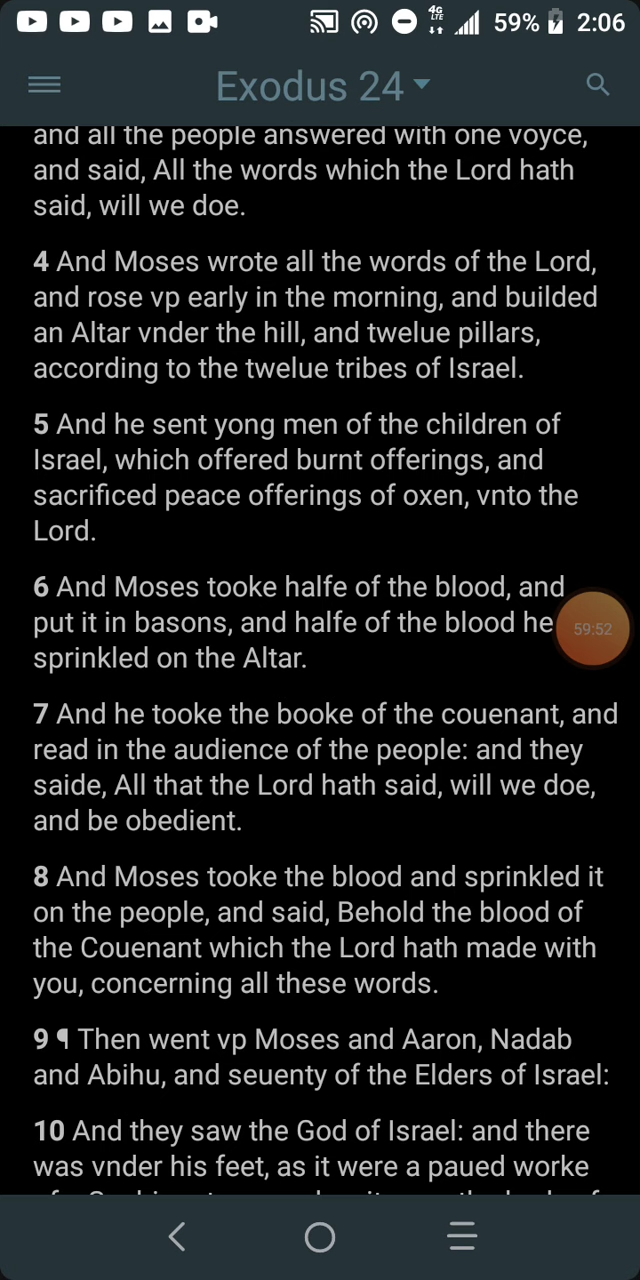 4G
LTE
59%
2:06
Exodus 24
and all the people answered with one voyce,
and said, All the words which the Lord hath
said, will we doe.
4 And Moses wrote all the words of the Lord,
and rose vp early in the morning, and builded
an Altar vnder the hill, and twelue pillars,
according to the twelue tribes of Israel.
5 And he sent yong men of the children of
Israel, which offered burnt offerings, and
sacrificed peace offerings of oxen, vnto the
Lord.
6 And Moses tooke halfe of the blood, and
put it in basons, and halfe of the blood he
59:52
sprinkled on the Altar.
7 And he tooke the booke of the couenant, and
read in the audience of the people: and they
saide, All that the Lord hath said, will we doe,
and be obedient.
8 And Moses tooke the blood and sprinkled it
on the people, and said, Behold the blood of
the Couenant which the Lord hath made with
you, concerning all these words.
9 ¶ Then went vp Moses and Aaron, Nadab
and Abihu, and seuenty of the Elders of Israel:
10 And they saw the God of Israel: and there
was vnder his feet, as it were a paued worke